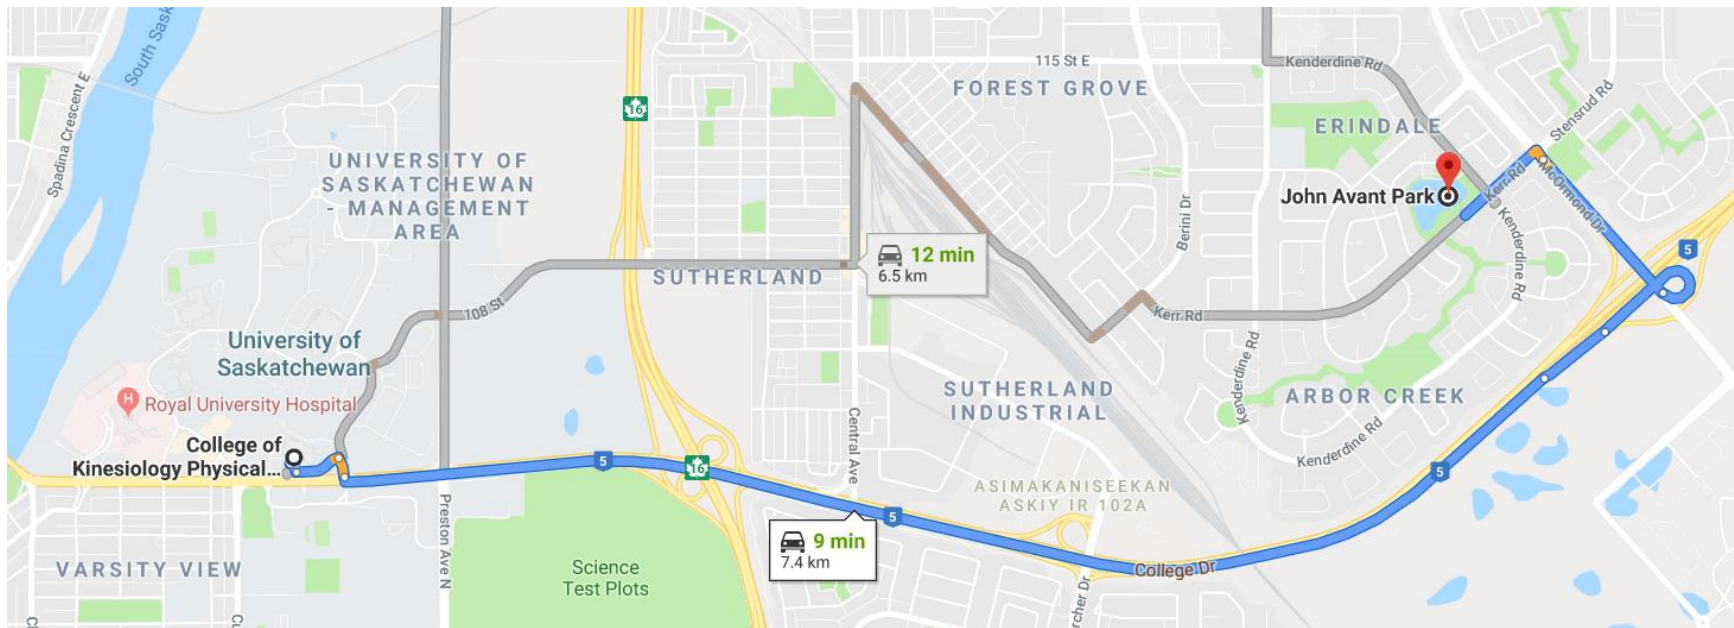 South Sask
Spadina Crescent E
16
115 St E
FOREST GROVE
Kenderdine Rd
Stensrud Rd
ERINDALE
UNIVERSITY OF
SASKATCHEWAN
- MANAGEMENT
AREA
John Avant Park
Kerr Rd
McOrmond Dr
Kenderdine Rd
Berini Dr
5
12 min
6.5 km
SUTHERLAND
108 St
Kerr Rd
University of
Saskatchewan
Kenderdine Rd
H
Royal University Hospital
SUTHERLAND
INDUSTRIAL
ARBOR CREEK
Central Ave
Kenderdine Rd
College of
Kinesiology Physical...
5
16
5
ASIMAKANISEEKAN
ASKIY IR 102A
5
Preston Ave N
9 min
7.4 km
College Dr
VARSITY VIEW
Science
Test Plots
rcher Dr
C
Cu